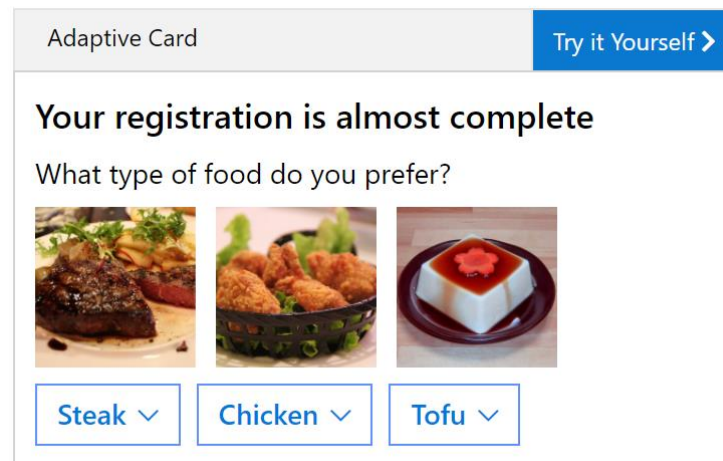 Adaptive Card
Try it Yourself
Your registration is almost complete
What type of food do you prefer?
Steak
Chicken
Tofu